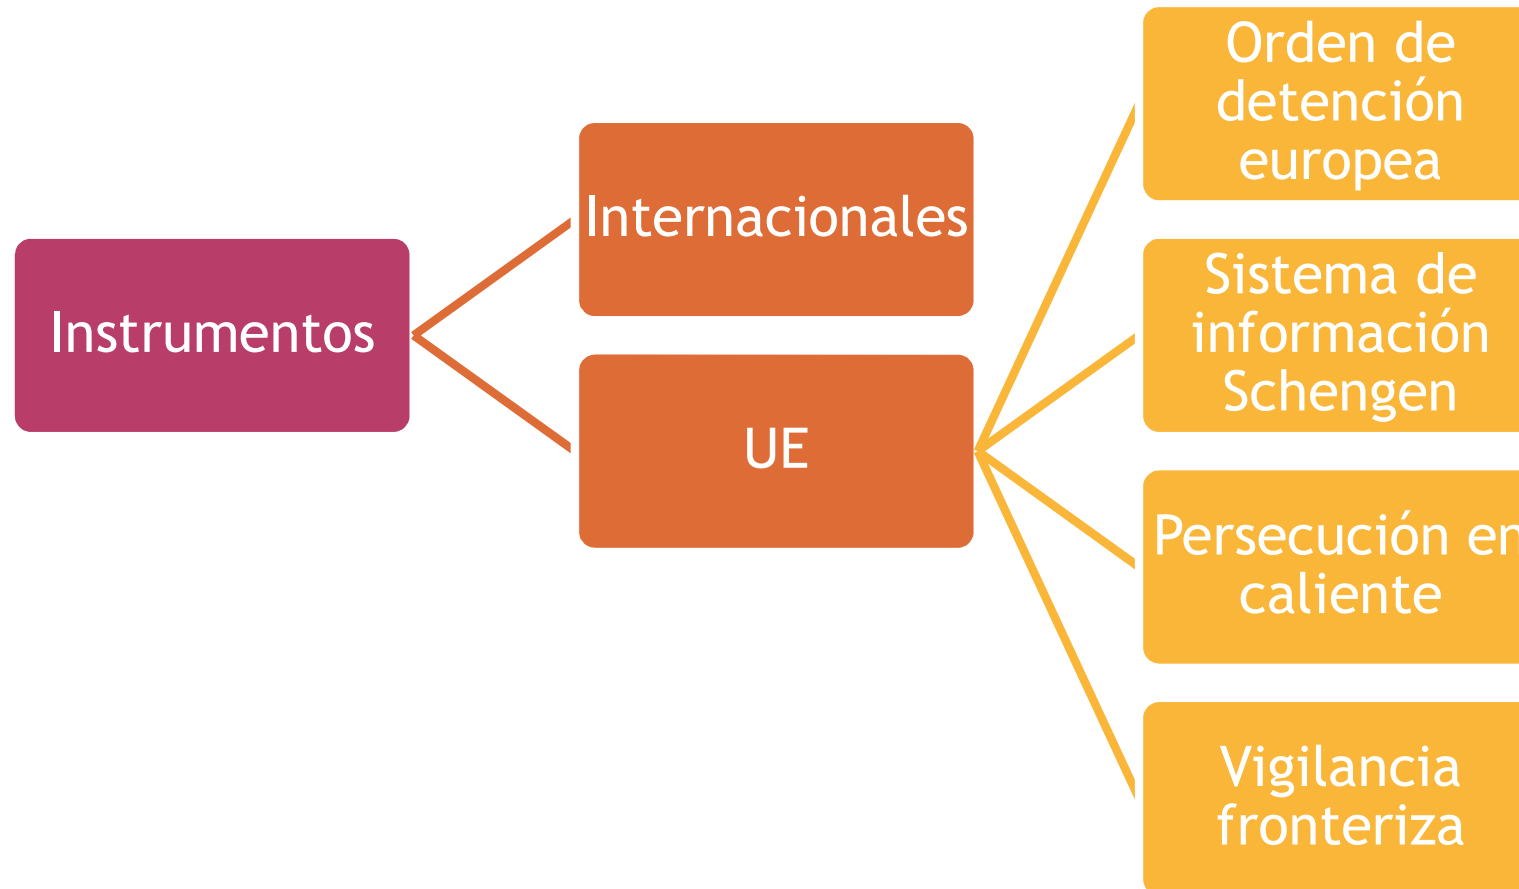 Instrumentos
Internacionales
UE
Orden de
detención
europea
Sistema de
información
Schengen
Persecución en
caliente
Vigilancia
fronteriza